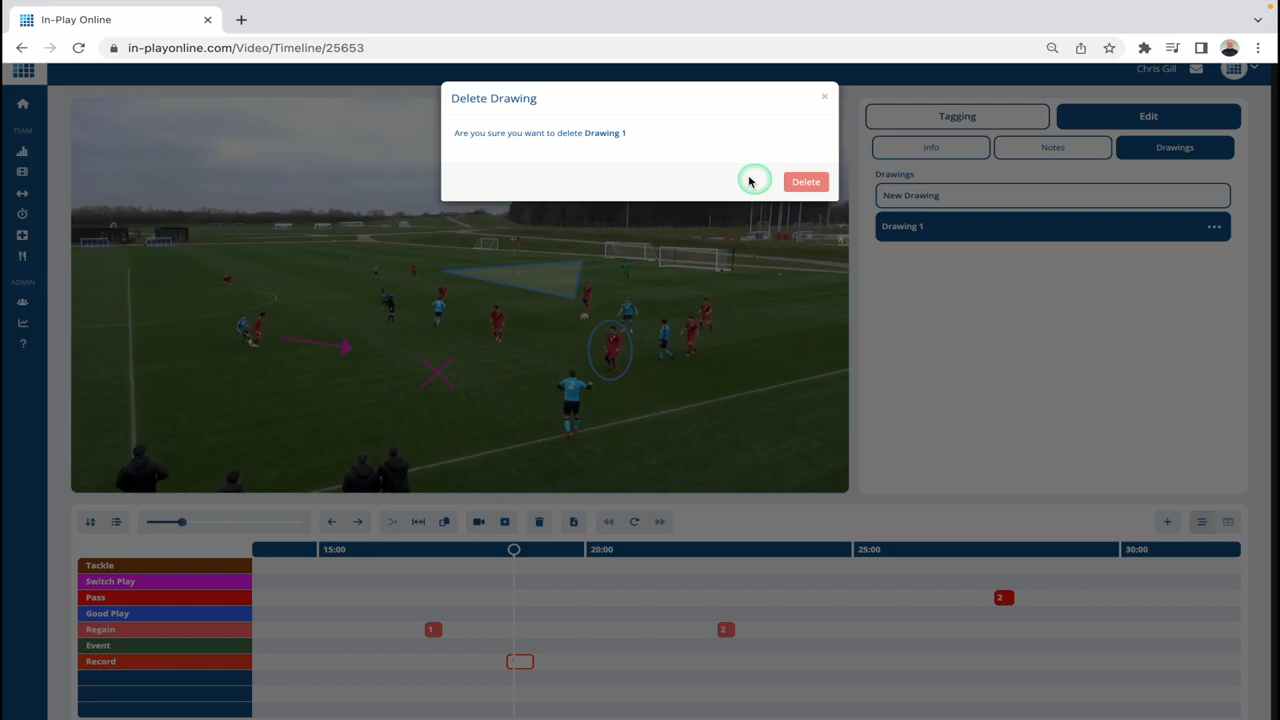 In-Play Online
in-playonline.com/Video/Timeline/25653
Chris Gill
Delete Drawing
Are you sure you want to delete Drawing 1
Delete
Tagging
Edit
Info
Notes
Drawings
Drawings
New Drawing
Drawing 1
TEAM
ADMIN
2
15:00
20:00
25:00
30:00
Tackle
Switch Play
Pass
2
Good Play
Regain
1
2
Event
Record